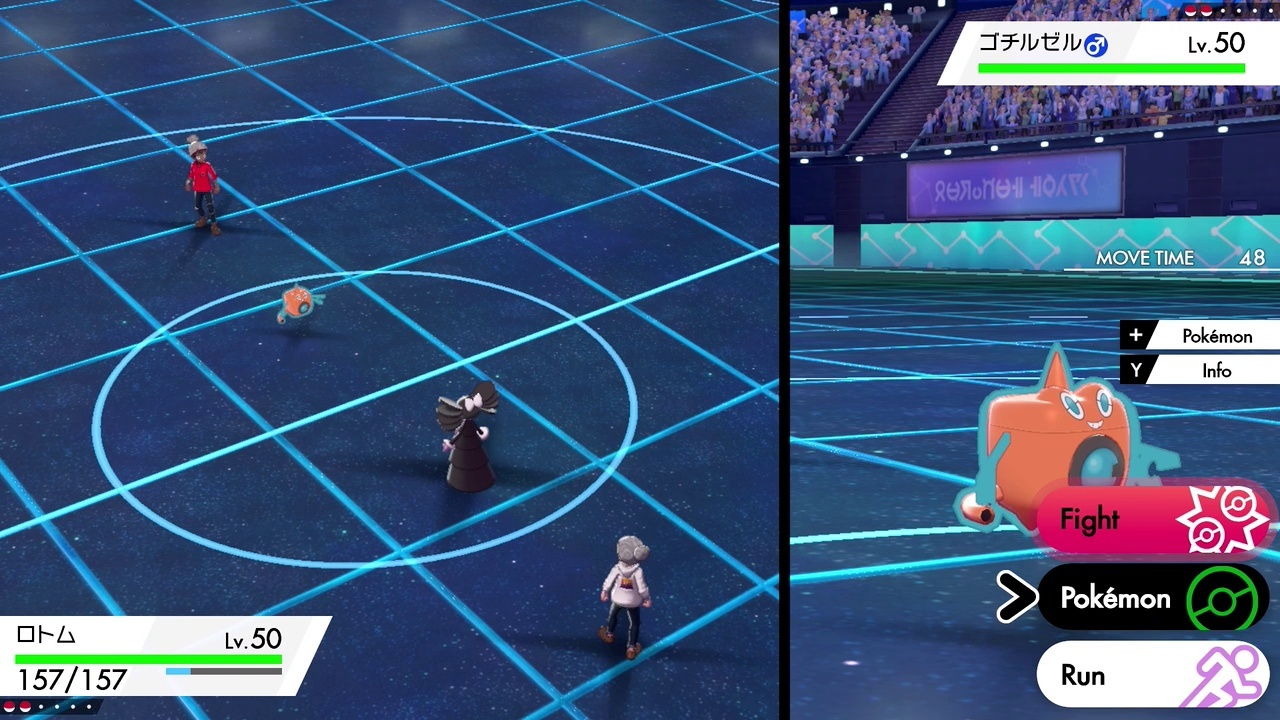 ゴチルゼル♂ Lv.50
MOVE TIME 48
+ Pokémon
Y Info
Fight
Pokémon
Run
ロトム Lv.50
157/157